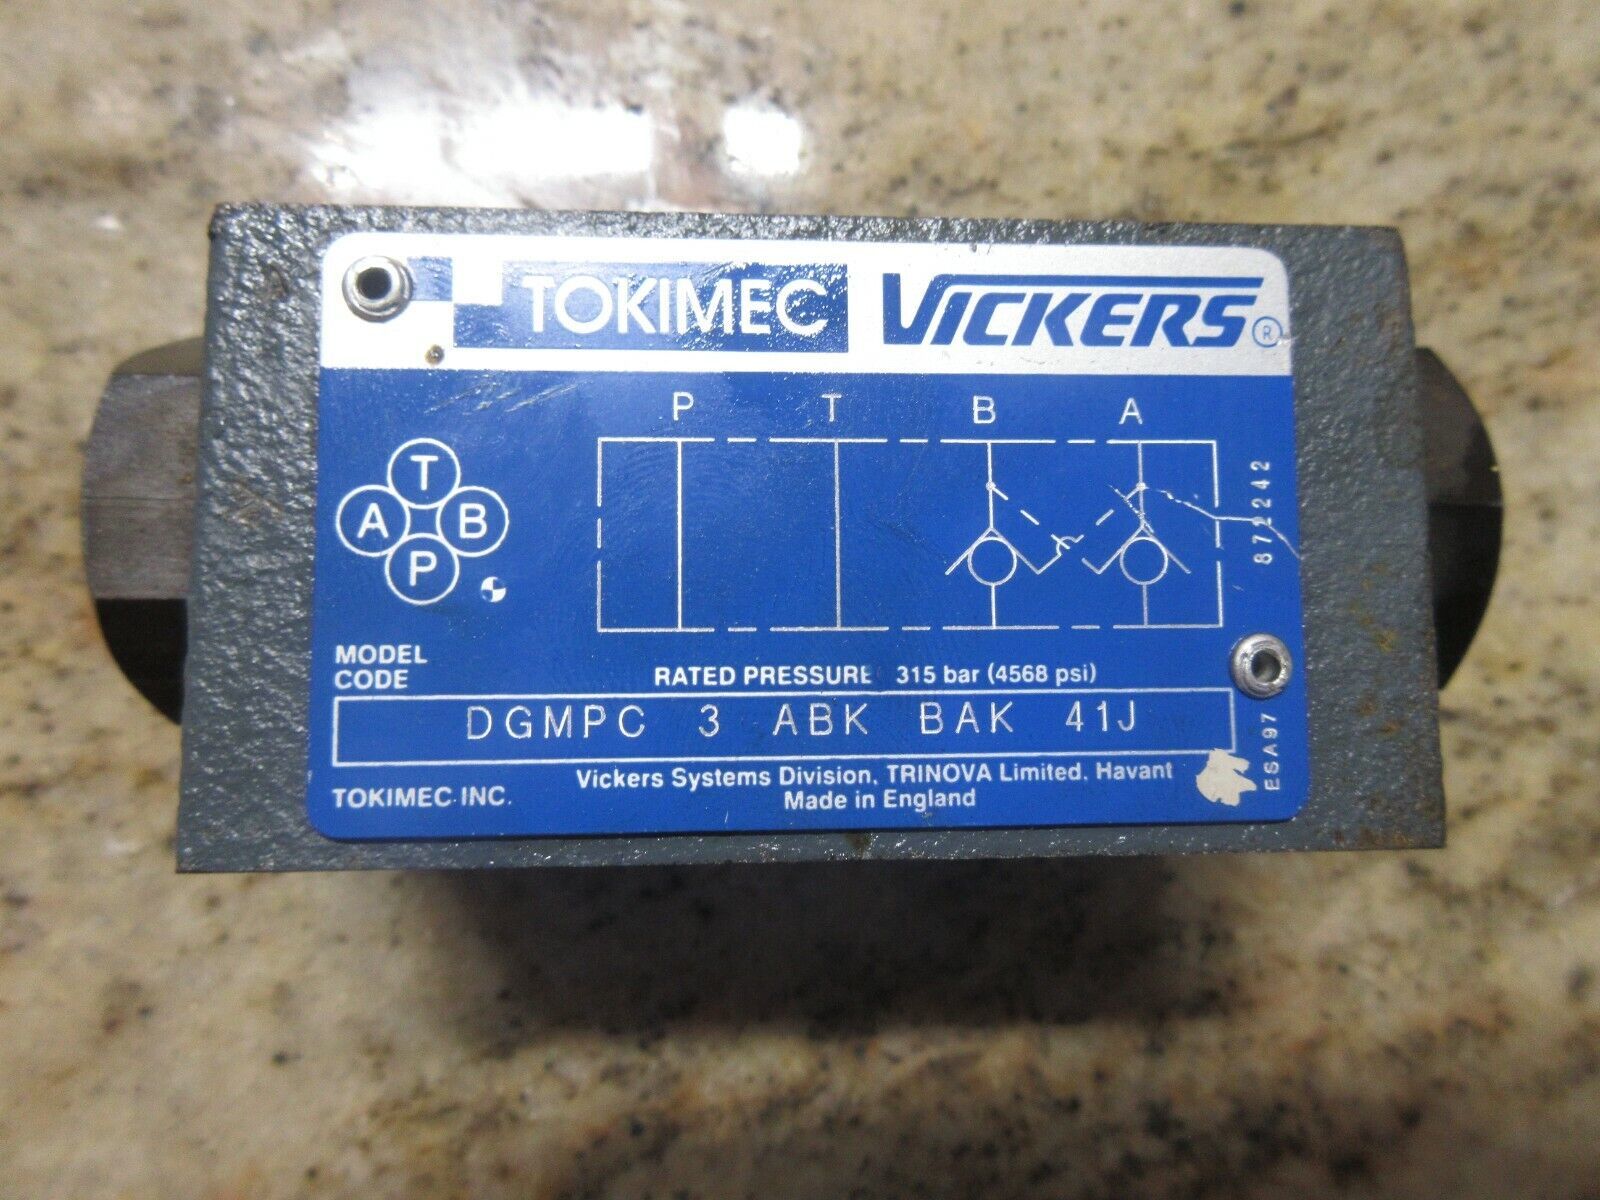 TOKIMEC VICKERS ®
P T B A
T
A B
P
872242
MODEL
CODE
RATED PRESSURE 315 bar (4568 psi)
DGMPC 3 ABK BAK 41J
ESA97
Vickers Systems Division, TRINOVA Limited, Havant
TOKIMEC INC.
Made in England